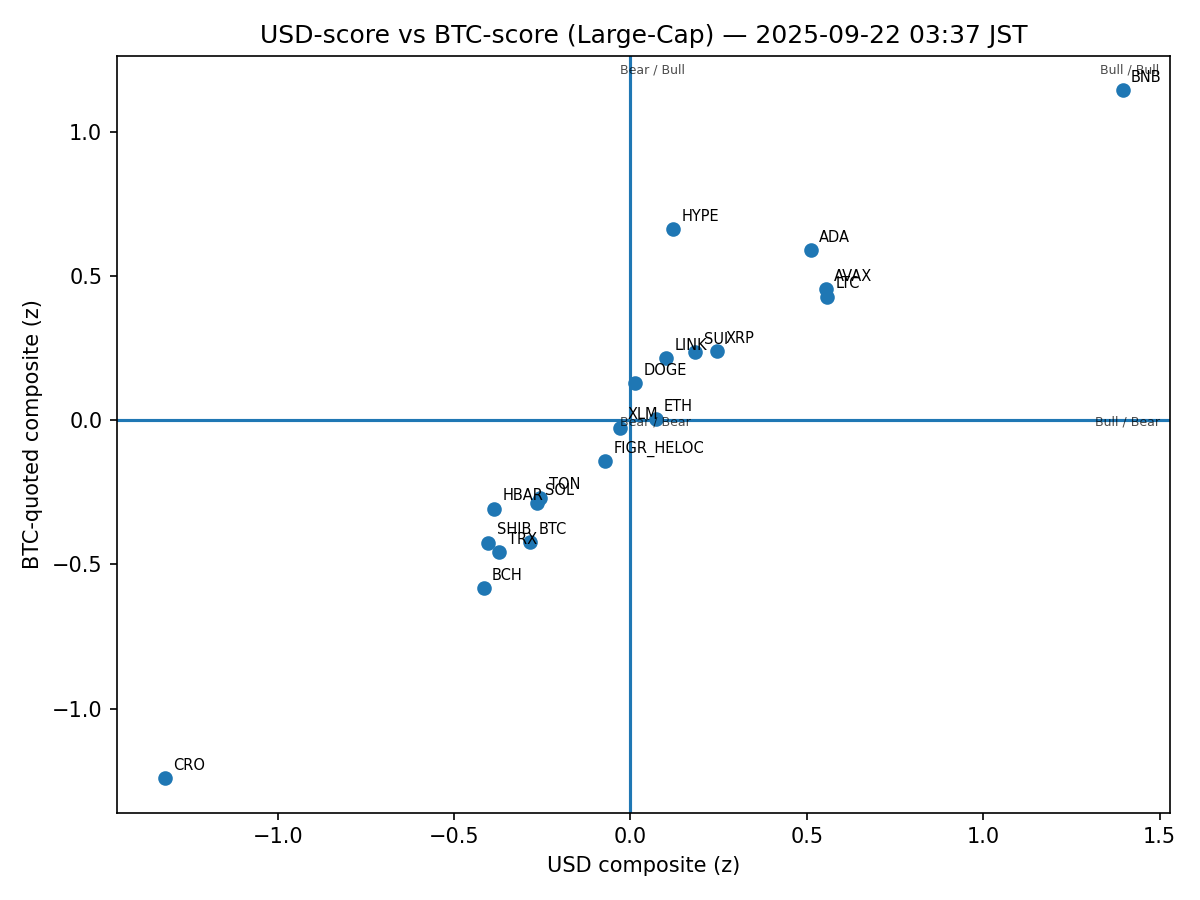 USD-score vs BTC-score (Large-Cap) — 2025-09-22 03:37 JST
Bear / Bull
Bull / Bull
BNB
1.0
HYPE
ADA
0.5
AVAX
LTC
LINK
SUI
XRP
DOGE
ETH
XLM
0.0
Bear / Bear
Bull / Bear
FIGR_HELOC
TON
SOL
HBAR
SHIB
BTC
TRX
−0.5
BCH
−1.0
CRO
BTC-quoted composite (z)
−1.0
−0.5
0.0
0.5
1.0
1.5
USD composite (z)